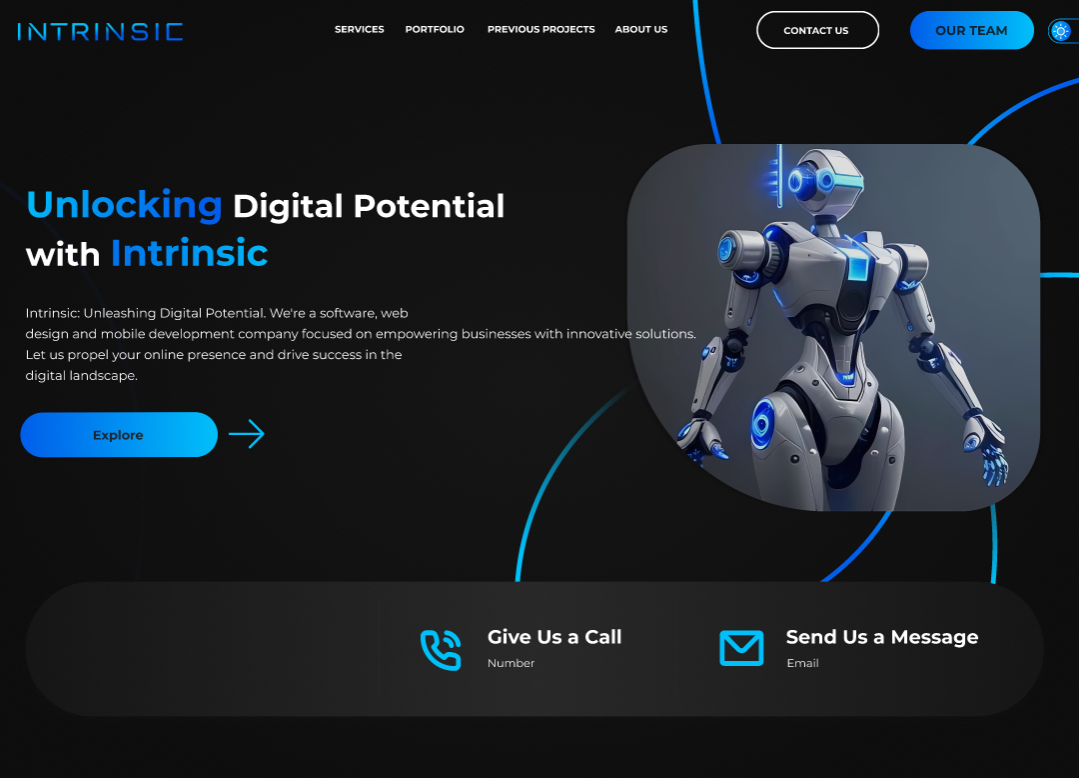 INTRINSIC
SERVICES
PORTFOLIO
PREVIOUS PROJECTS
ABOUT US
CONTACT US
OUR TEAM
Unlocking Digital Potential
with Intrinsic
Intrinsic: Unleashing Digital Potential. We're a software, web
design and mobile development company focused on empowering businesses with innovative solutions.
Let us propel your online presence and drive success in the
digital landscape.
Explore
Give Us a Call
Number
Send Us a Message
Email